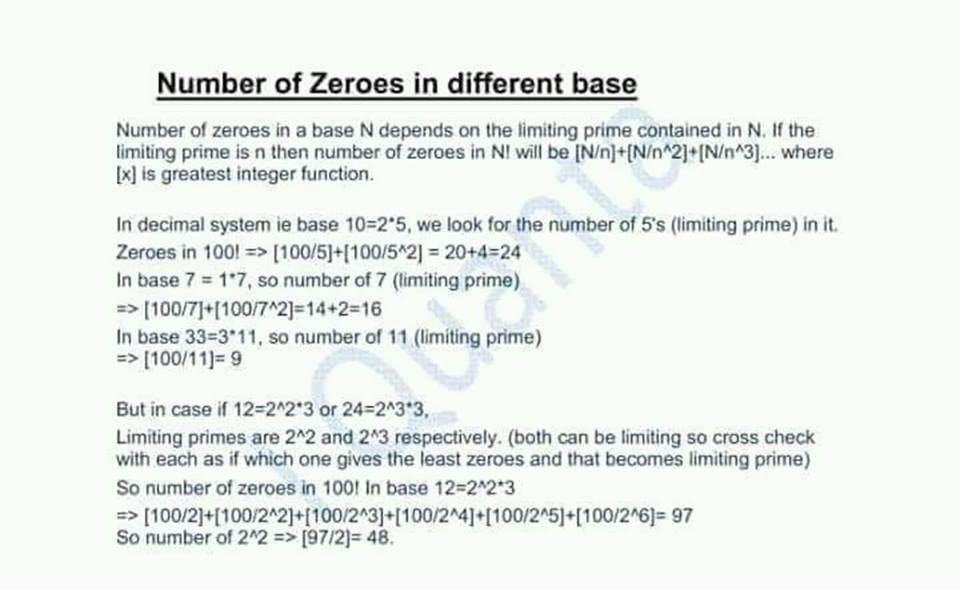 Number of Zeroes in different base
Number of zeroes in a base N depends on the limiting prime contained in N. If the
limiting prime is n then number of zeroes in N! will be [N/n]+[N/n^2]+[N/n^3]... where
[x] is greatest integer function.
In decimal system ie base 10=2*5, we look for the number of 5's (limiting prime) in it.
Zeroes in 100! => [100/5]+[100/5^2] = 20+4=24
In base 7 = 1*7, so number of 7 (limiting prime)
=> [100/7]+[100/7^2]=14+2=16
In base 33=3*11, so number of 11 (limiting prime)
=> [100/11]= 9
But in case if 12=2^2*3 or 24=2^3*3,
Limiting primes are 2^2 and 2^3 respectively. (both can be limiting so cross check
with each as if which one gives the least zeroes and that becomes limiting prime)
So number of zeroes in 100! In base 12=2^2*3
=> [100/2]+[100/2^2]+[100/2^3]+[100/2^4]+[100/2^5]+[100/2^6]= 97
So number of 2^2 => [97/2]= 48.
Quanta